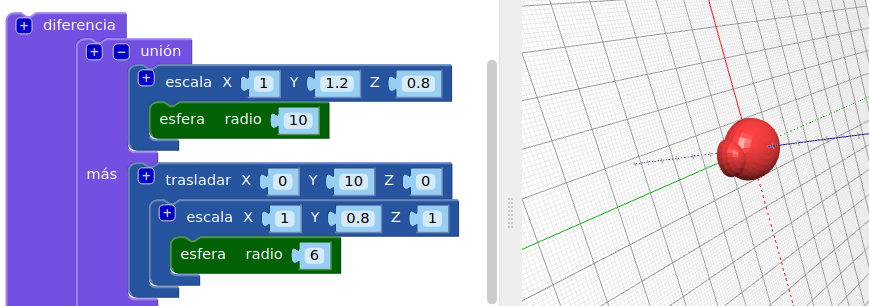 + diferencia
+ − unión
+ escala X 1 Y 1.2 Z 0.8
esfera radio 10
más
+ trasladar X 0 Y 10 Z 0
+ escala X 1 Y 0.8 Z 1
esfera radio 6